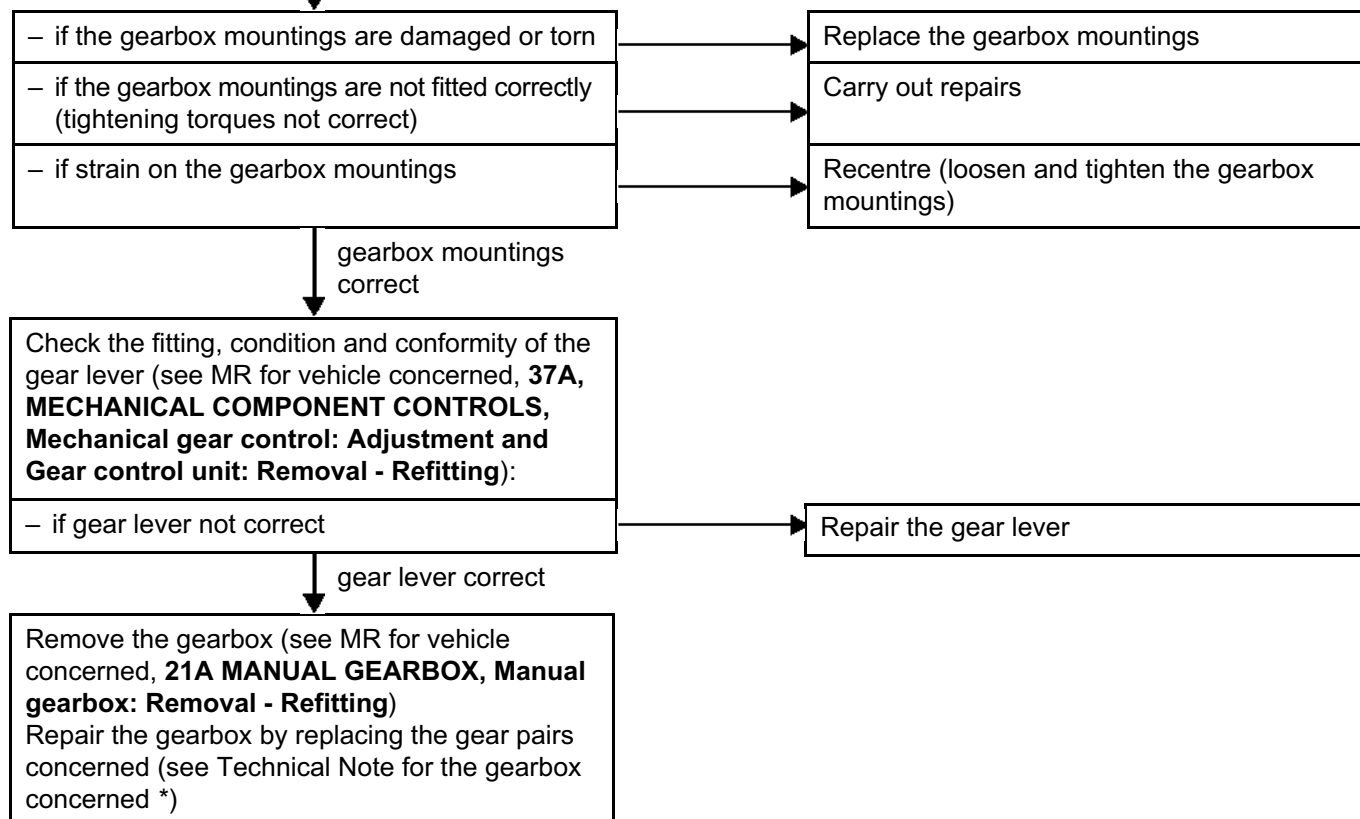 – if the gearbox mountings are damaged or torn
Replace the gearbox mountings
– if the gearbox mountings are not fitted correctly
(tightening torques not correct)
Carry out repairs
– if strain on the gearbox mountings
Recentre (loosen and tighten the gearbox
mountings)
gearbox mountings
correct
Check the fitting, condition and conformity of the
gear lever (see MR for vehicle concerned, 37A,
MECHANICAL COMPONENT CONTROLS,
Mechanical gear control: Adjustment and
Gear control unit: Removal - Refitting):
– if gear lever not correct
Repair the gear lever
gear lever correct
Remove the gearbox (see MR for vehicle
concerned, 21A MANUAL GEARBOX, Manual
gearbox: Removal - Refitting)
Repair the gearbox by replacing the gear pairs
concerned (see Technical Note for the gearbox
concerned *)